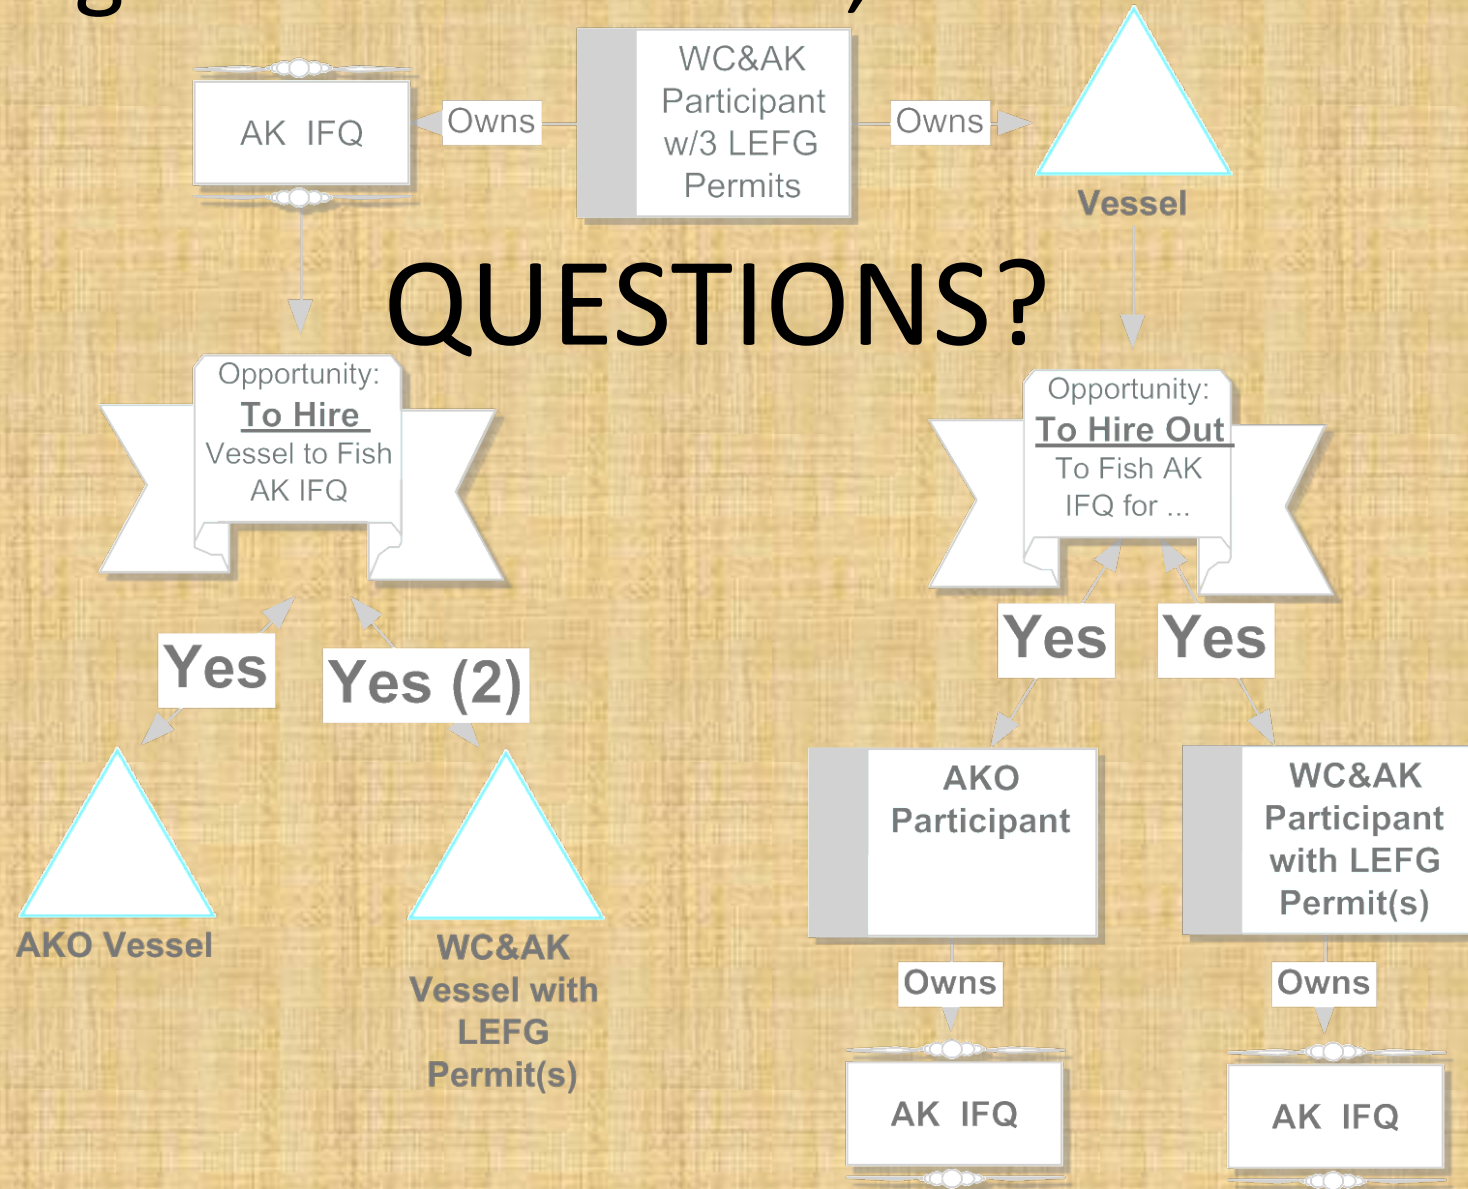 AK IFQ
Owns
WC&AK
Participant
w/3 LEFG
Permits
Owns
Vessel
QUESTIONS?
Opportunity:
To Hire
Vessel to Fish
AK IFQ
Opportunity:
To Hire Out
To Fish AK
IFQ for ...
Yes
Yes (2)
Yes
Yes
AKO Vessel
WC&AK
Vessel with
LEFG
Permit(s)
AKO
Participant
WC&AK
Participant
with LEFG
Permit(s)
Owns
Owns
AK IFQ
AK IFQ